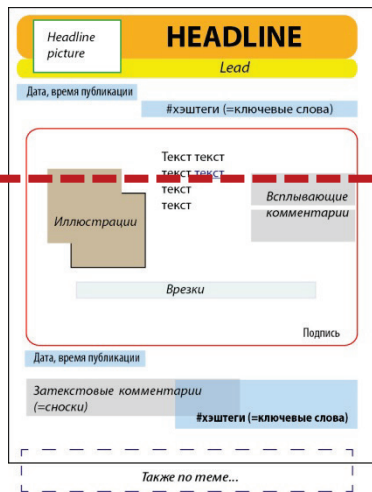 Headline
picture
HEADLINE
Lead
Дата, время публикации
#хэштеги (=ключевые слова)
Текст текст
текст текст
текст
текст
Иллюстрации
Всплывающие
комментарии
Врезки
Подпись
Дата, время публикации
Затекстовые комментарии
(=сноски)
#хэштеги (=ключевые слова)
Также по теме...